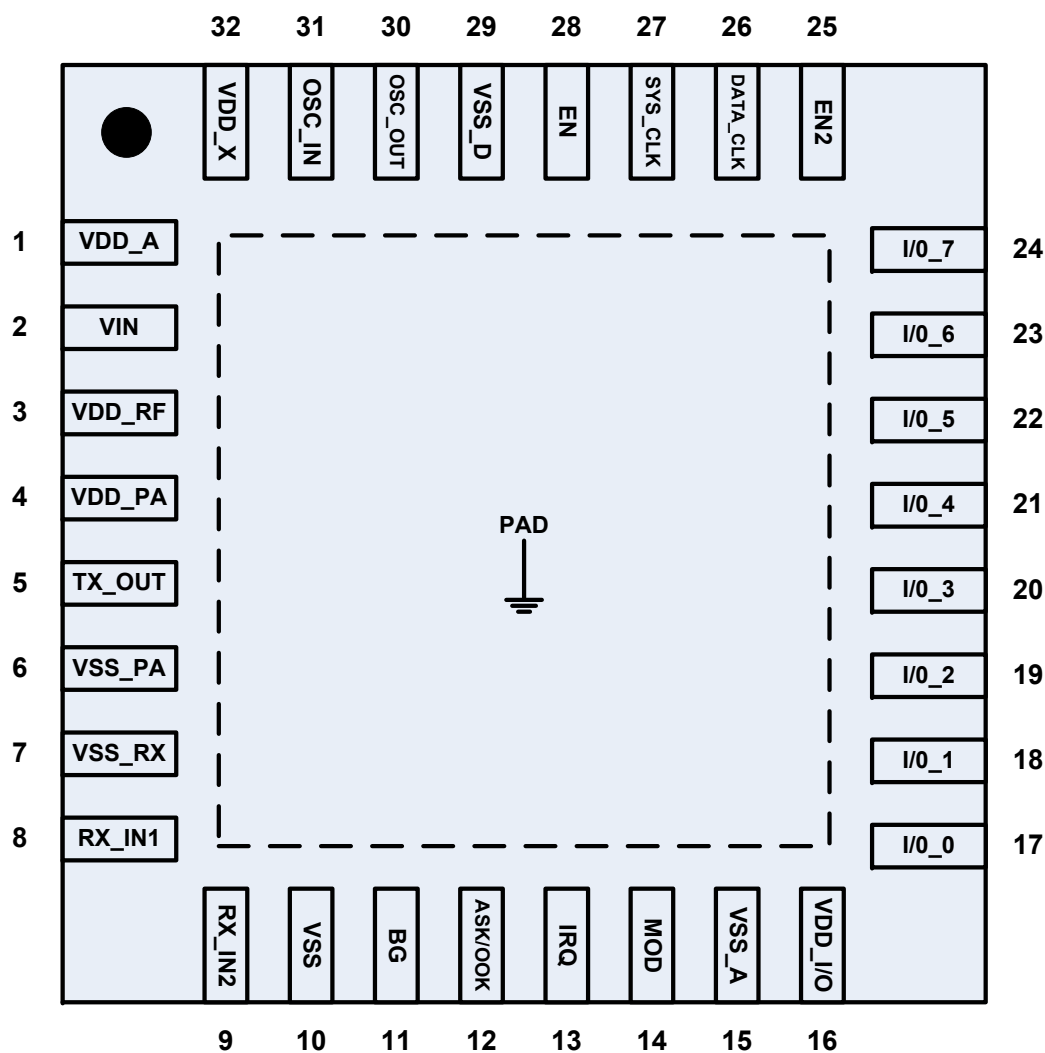 32 31 30 29 28 27 26 25
VDD_X OSC_IN OSC_OUT VSS_D EN SYS_CLK DATA_CLK EN2
1 VDD_A I/0_7 24
2 VIN I/0_6 23
3 VDD_RF I/0_5 22
4 VDD_PA I/0_4 21
PAD
5 TX_OUT I/0_3 20
6 VSS_PA I/0_2 19
7 VSS_RX I/0_1 18
8 RX_IN1 I/0_0 17
RX_IN2 VSS BG ASK/OOK IRQ MOD VSS_A VDD_I/O
9 10 11 12 13 14 15 16